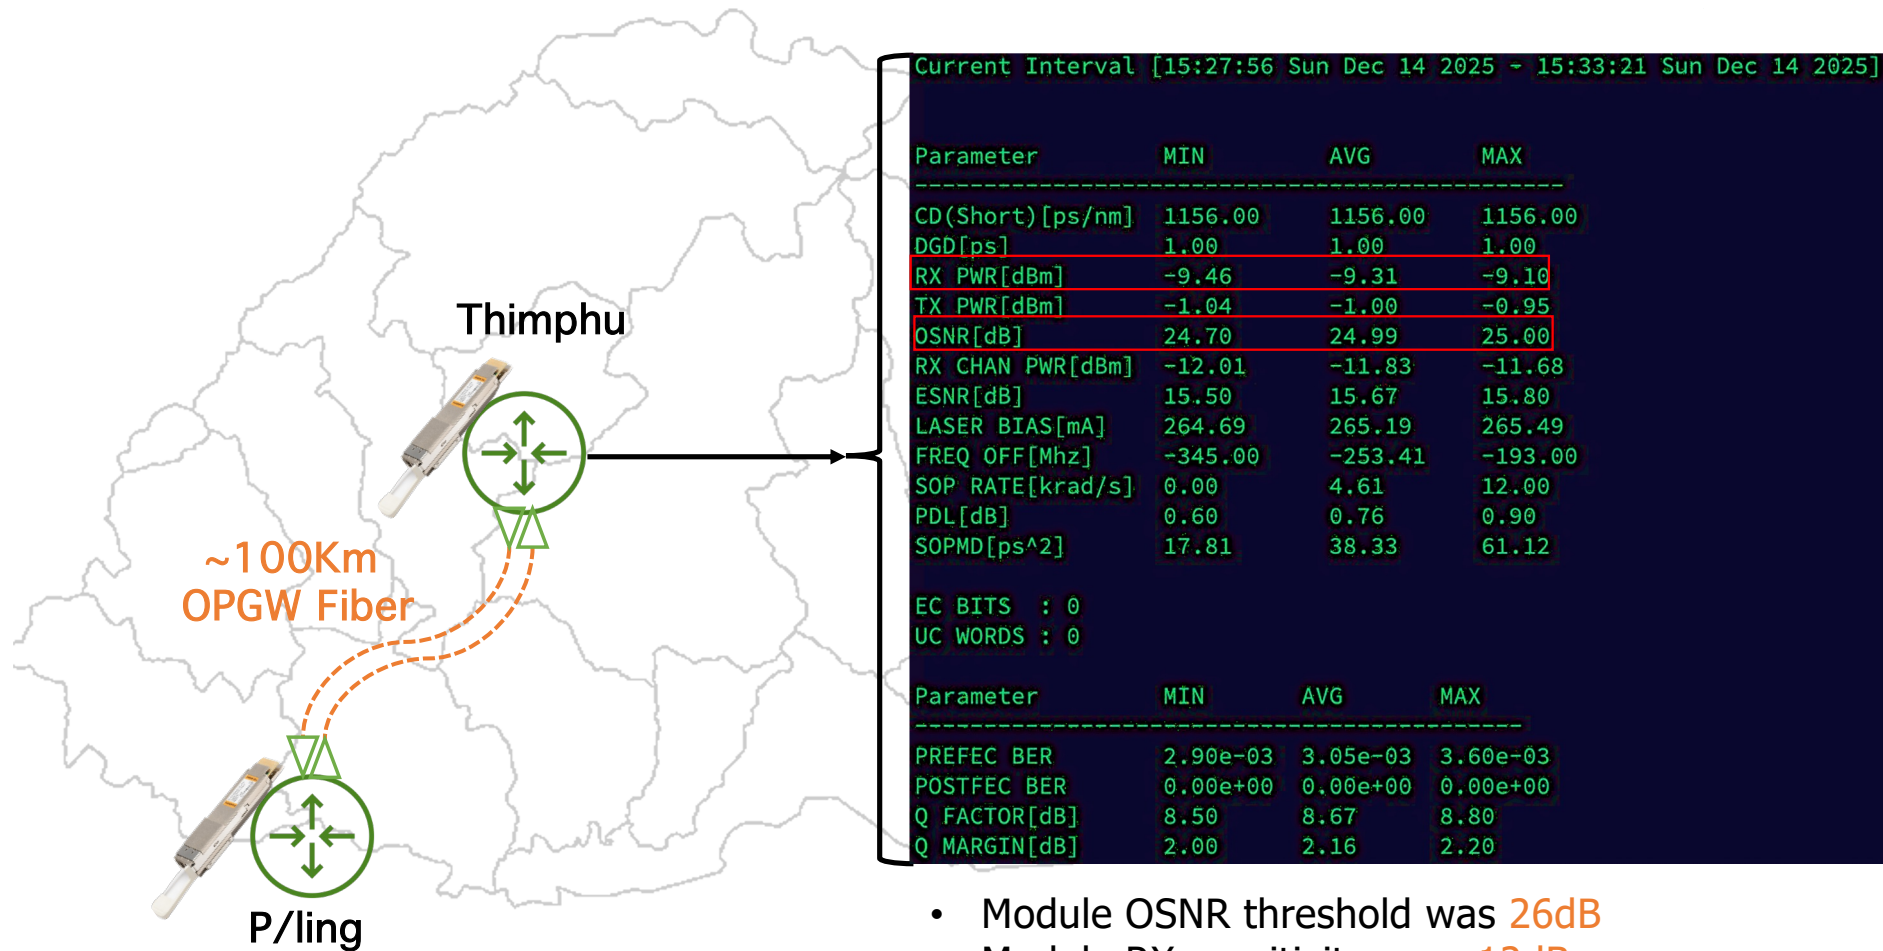 Current Interval [15:27:56 Sun Dec 14 2025 - 15:33:21 Sun Dec 14 2025]
Parameter MIN AVG MAX
CD(Short)[ps/nm] 1156.00 1156.00 1156.00
DGD[ps] 1.00 1.00 1.00
RX PWR[dBm] -9.46 -9.31 -9.10
TX PWR[dBm] -1.04 -1.00 -0.95
OSNR[dB] 24.70 24.99 25.00
RX CHAN PWR[dBm] -12.01 -11.83 -11.68
ESNR[dB] 15.50 15.67 15.80
LASER BIAS[mA] 264.69 265.19 265.49
FREQ OFF[Mhz] -345.00 -253.41 -193.00
SOP RATE[krad/s] 0.00 4.61 12.00
PDL[dB] 0.60 0.76 0.90
SOPMD[ps^2] 17.81 38.33 61.12
EC BITS : 0
UC WORDS : 0
Parameter MIN AVG MAX
PREFEC BER 2.90e-03 3.05e-03 3.60e-03
POSTFEC BER 0.00e+00 0.00e+00 0.00e+00
Q FACTOR[dB] 8.50 8.67 8.80
Q MARGIN[dB] 2.00 2.16 2.20
Thimphu
~100Km
OPGW Fiber
P/ling
• Module OSNR threshold was 26dB